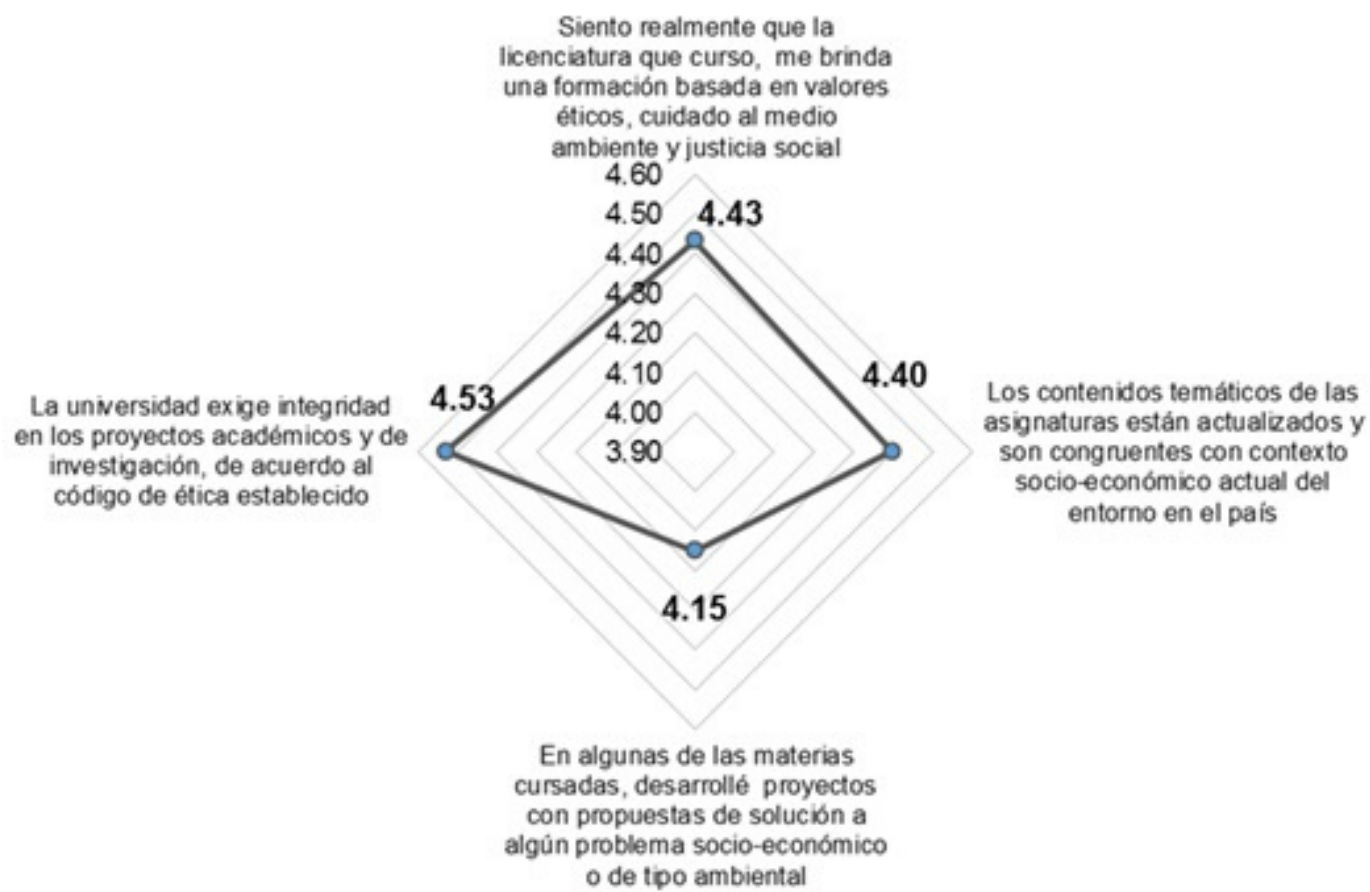 Siento realmente que la
licenciatura que curso, me brinda
una formación basada en valores
éticos, cuidado al medio
ambiente y justicia social
4.60
4.50
4.43
4.40
4.30
4.20
4.10
4.00
3.90
4.40
Los contenidos temáticos de las
asignaturas están actualizados y
son congruentes con contexto
socio-económico actual del
entorno en el país
4.15
En algunas de las materias
cursadas, desarrollé proyectos
con propuestas de solución a
algún problema socio-económico
o de tipo ambiental
4.53
La universidad exige integridad
en los proyectos académicos y de
investigación, de acuerdo al
código de ética establecido